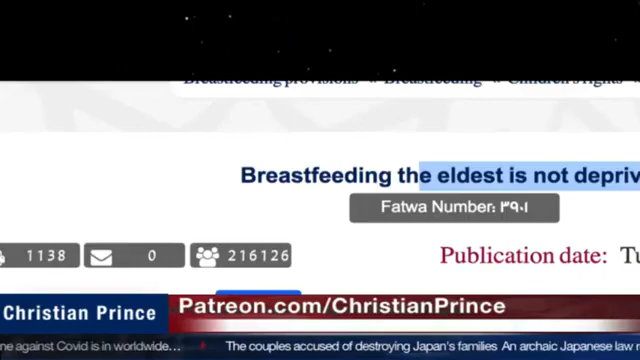 Breastfeeding provisions » Breastfeeding » Children's rights
Breastfeeding the eldest is not depriv
Fatwa Number: ٣٩٠١
1138 0 216126
Publication date: Tu
Christian Prince
Patreon.com/ChristianPrince
ne against Covid is in worldwide... The couples accused of destroying Japan's families An archaic Japanese law